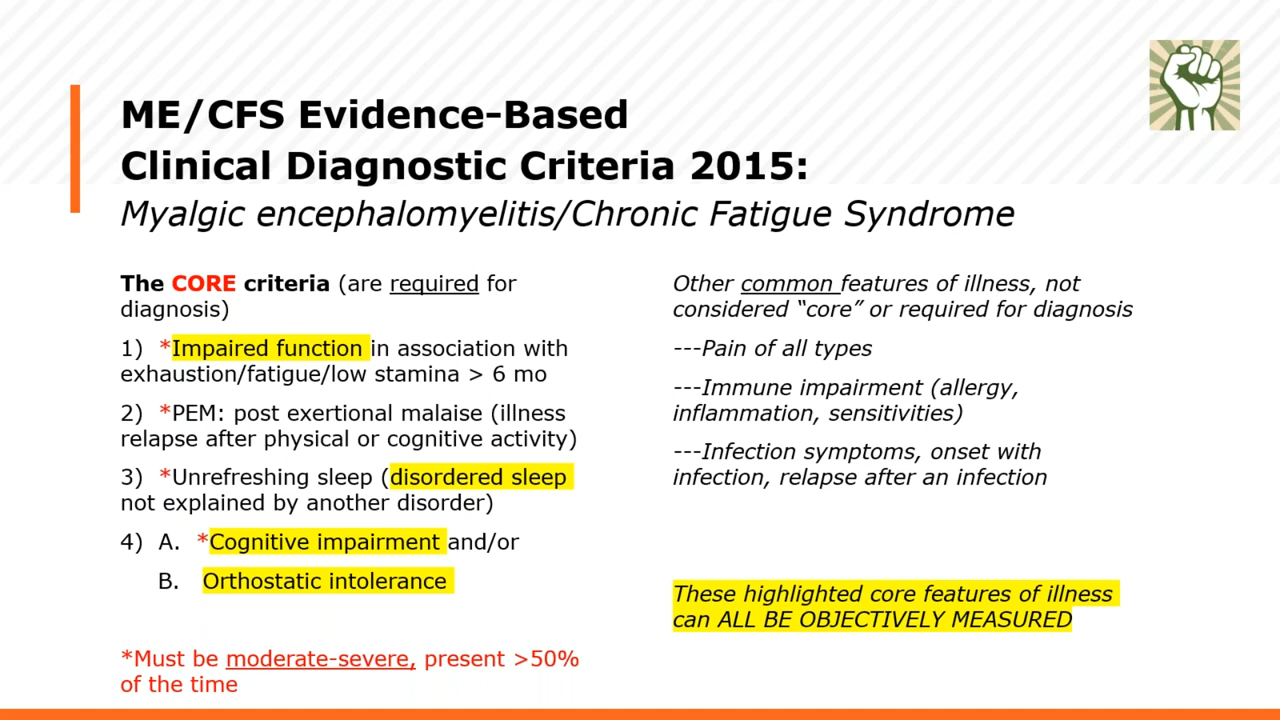 ME/CFS Evidence-Based
Clinical Diagnostic Criteria 2015:
Myalgic encephalomyelitis/Chronic Fatigue Syndrome
The CORE criteria (are required for
diagnosis)
1) *Impaired function in association with
exhaustion/fatigue/low stamina > 6 mo
2) *PEM: post exertional malaise (illness
relapse after physical or cognitive activity)
3) *Unrefreshing sleep (disordered sleep
not explained by another disorder)
4) A. *Cognitive impairment and/or
B. Orthostatic intolerance
*Must be moderate-severe, present >50%
of the time
Other common features of illness, not
considered “core” or required for diagnosis
---Pain of all types
---Immune impairment (allergy,
inflammation, sensitivities)
---Infection symptoms, onset with
infection, relapse after an infection
These highlighted core features of illness
can ALL BE OBJECTIVELY MEASURED